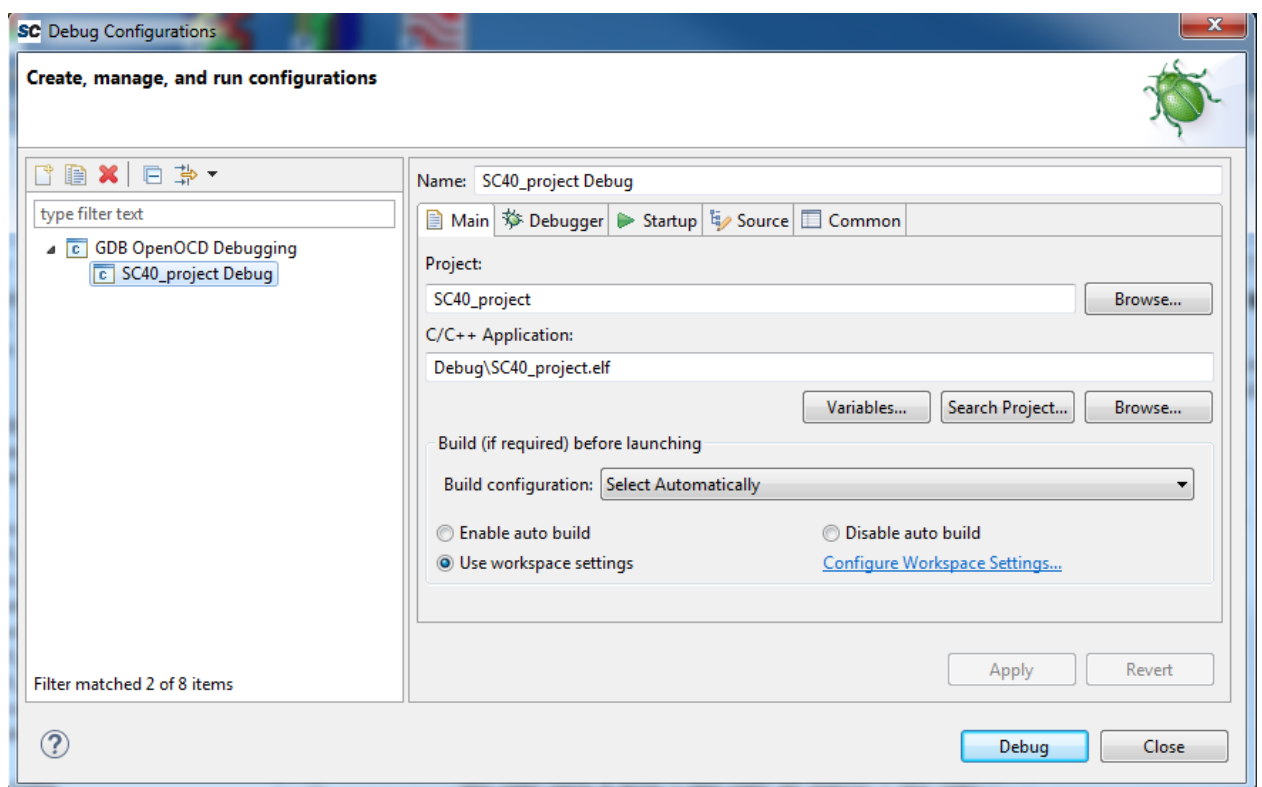 SC Debug Configurations
X
Create, manage, and run configurations
type filter text
GDB OpenOCD Debugging
SC40_project Debug
Filter matched 2 of 8 items
Name: SC40_project Debug
Main Debugger Startup Source Common
Project:
SC40_project Browse...
C/C++ Application:
Debug\SC40_project.elf
Variables... Search Project... Browse...
Build (if required) before launching
Build configuration: Select Automatically
Enable auto build Disable auto build
Use workspace settings Configure Workspace Settings...
Apply Revert
? Debug Close